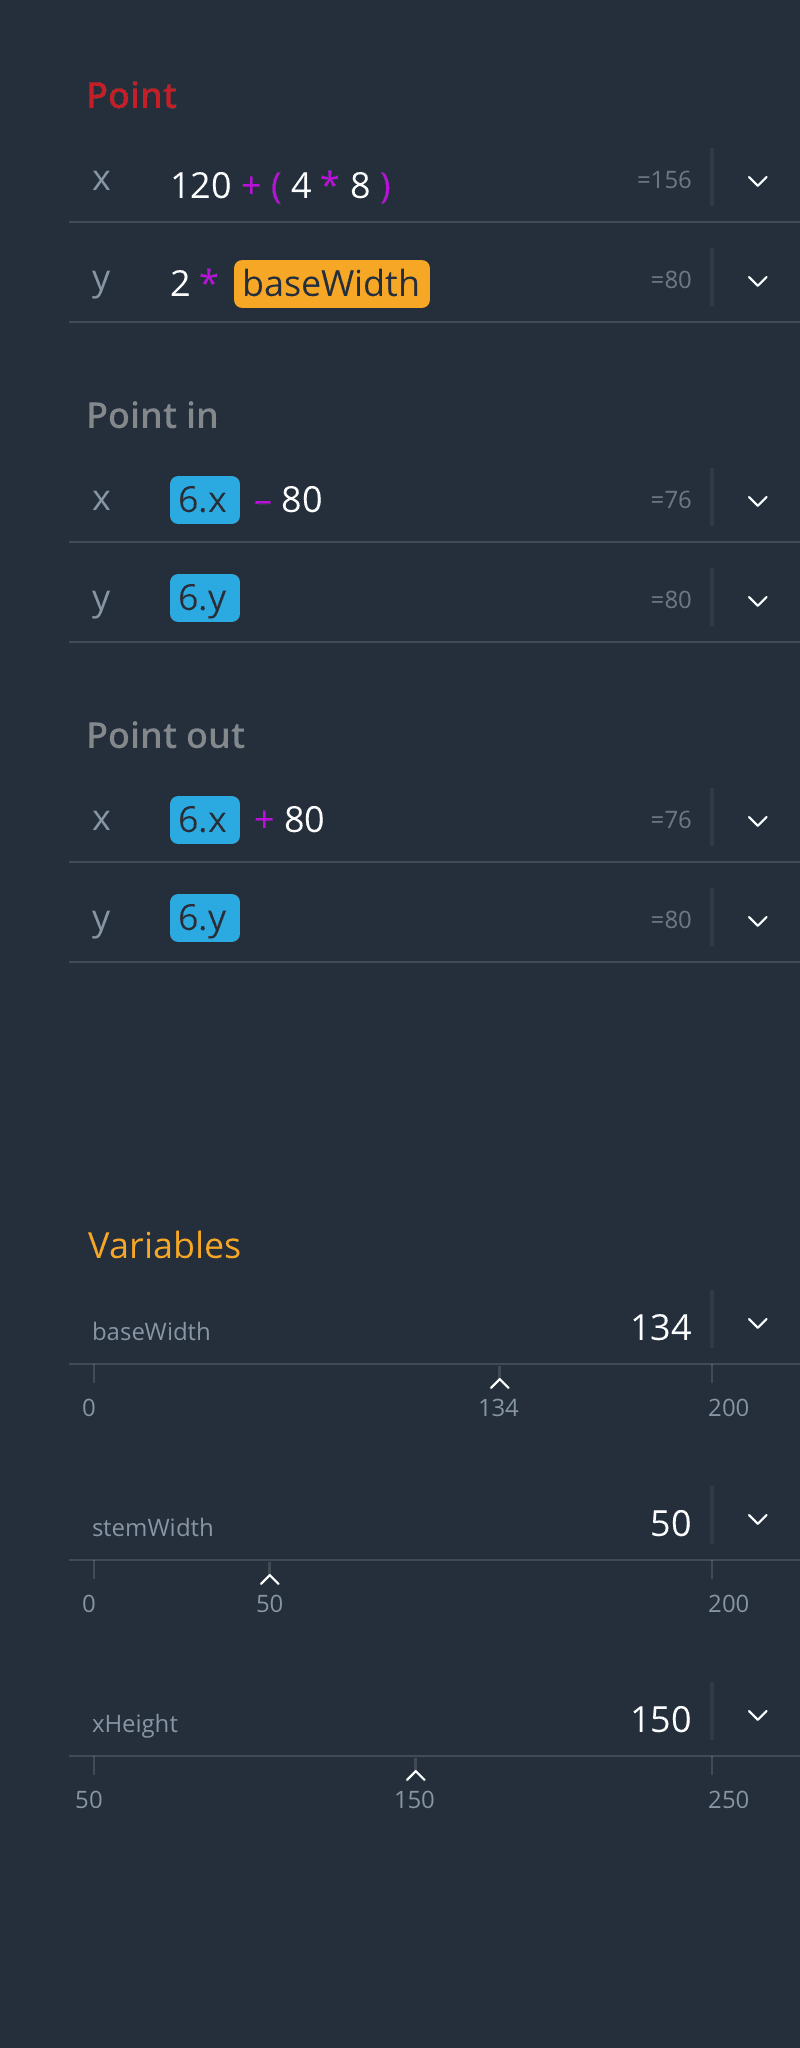 Point
x 120 + ( 4 * 8 ) =156
y 2 * baseWidth =80
Point in
x 6.x – 80 =76
y 6.y =80
Point out
x 6.x + 80 =76
y 6.y =80
Variables
baseWidth 134
0 134 200
stemWidth 50
0 50 200
xHeight 150
50 150 250